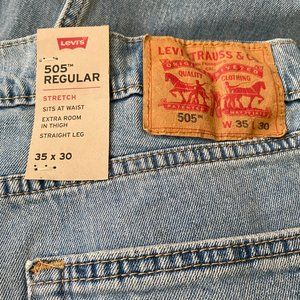 Levi's
505™
REGULAR
STRETCH
SITS AT WAIST
EXTRA ROOM
IN THIGH
STRAIGHT LEG
35 x 30
LEVI STRAUSS & CO
QUALITY CLOTHING
505™ W 35 L 30